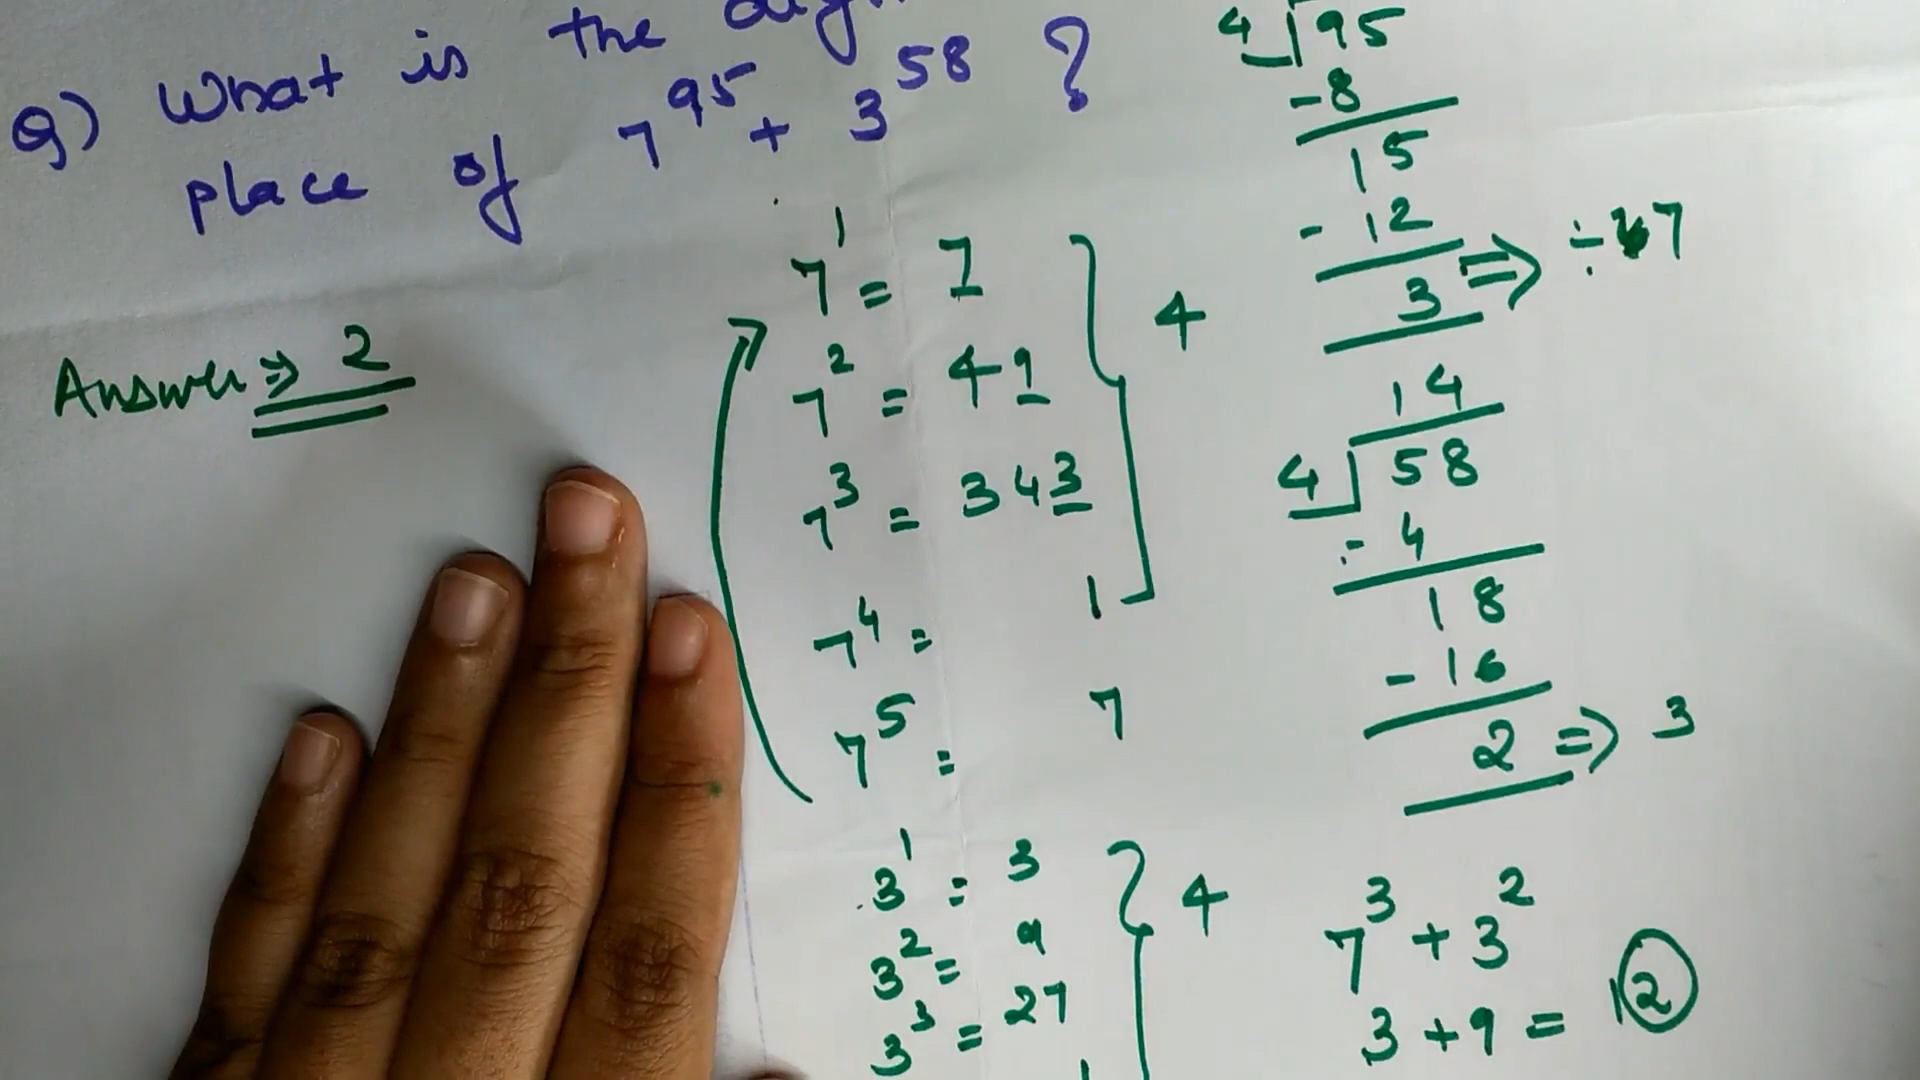 Q) What is the
place of 7^95 + 3^58 ?
Answer ⇒ 2
7^1 = 7
7^2 = 49
7^3 = 343
7^4 = 1
7^5 = 7
4
3^1 = 3
3^2 = 9
3^3 = 27
4
4 95
-8
15
- 12
3 ⇒ ÷ 7
14
4 58
- 4
18
- 16
2 ⇒ 3
7^3 + 3^2
3 + 9 = 12